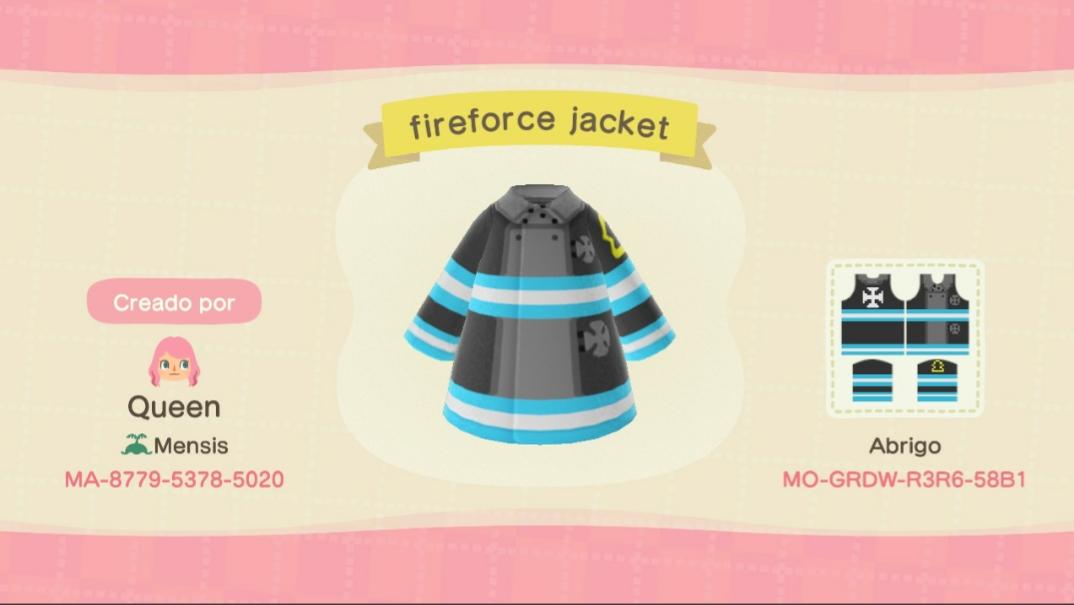 fireforce jacket
Creado por
Queen
Mensis
MA-8779-5378-5020
Abrigo
MO-GRDW-R3R6-58B1